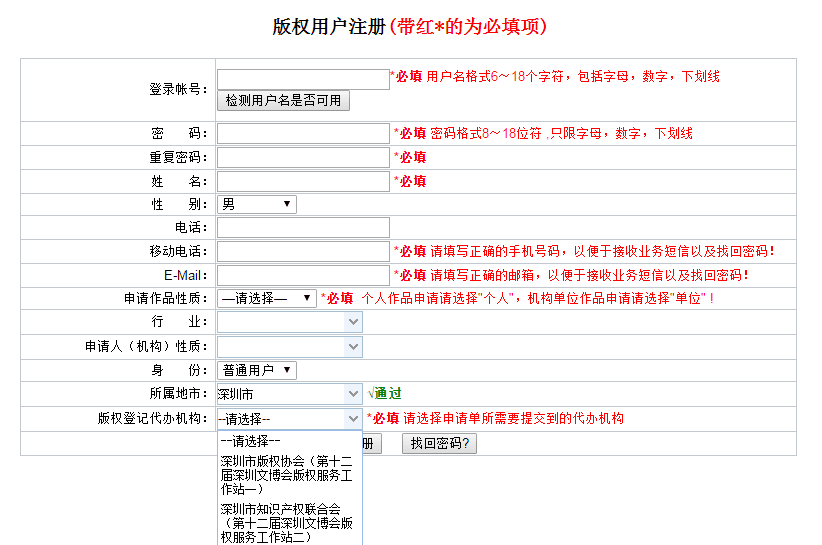 版权用户注册(带红*的为必填项)
登录帐号： *必填 用户名格式6～18个字符，包括字母，数字，下划线
检测用户名是否可用
密 码： *必填 密码格式8～18位符 ,只限字母，数字，下划线
重复密码： *必填
姓 名： *必填
性 别： 男
电话：
移动电话： *必填 请填写正确的手机号码，以便于接收业务短信以及找回密码！
E-Mail： *必填 请填写正确的邮箱，以便于接收业务短信以及找回密码！
申请作品性质： —请选择— *必填 个人作品申请请选择"个人"，机构单位作品申请请选择"单位"！
行 业：
申请人（机构）性质：
身 份： 普通用户
所属地市： 深圳市 √通过
版权登记代办机构： --请选择-- *必填 请选择申请单所需要提交到的代办机构
--请选择-- 册 找回密码?
深圳市版权协会（第十二
届深圳文博会版权服务工
作站一）
深圳市知识产权联合会
（第十二届深圳文博会版
权服务工作站二）